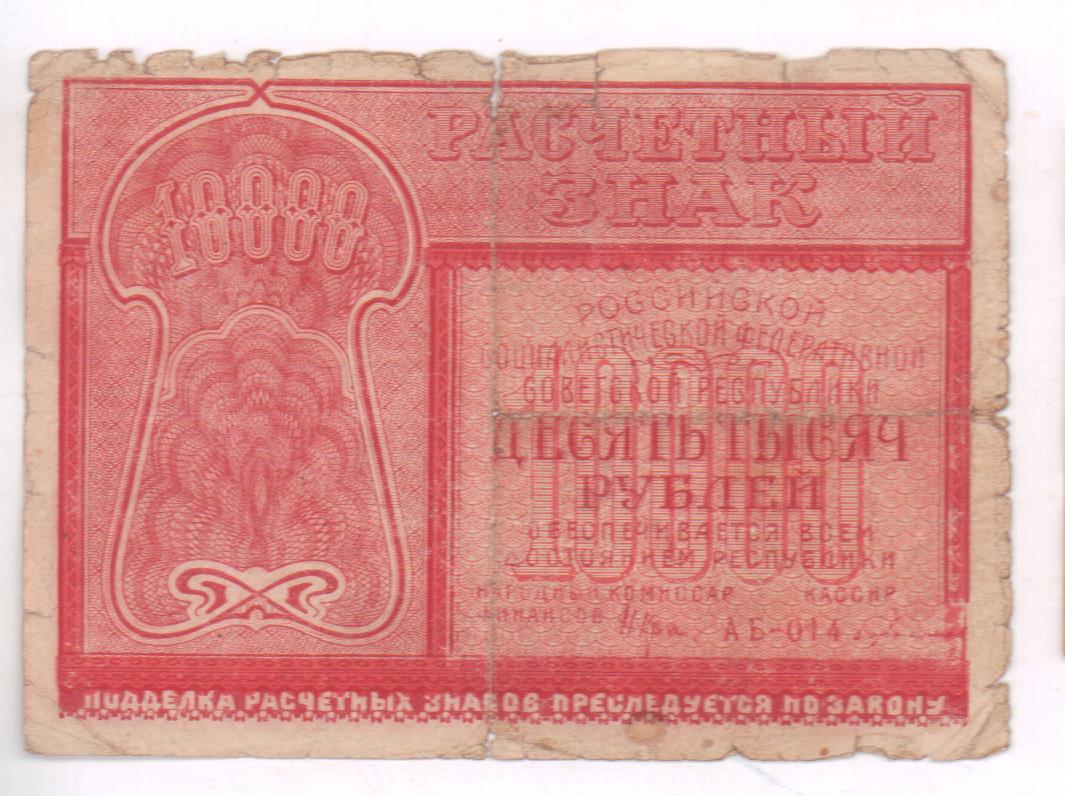 РАСЧЕТНЫЙ
ЗНАК
10000
10000
РОССИЙСКОЙ
СОЦИАЛИСТИЧЕСКОЙ ФЕДЕРАТИВНОЙ
СОВЕТСКОЙ РЕСПУБЛИКИ
ДЕСЯТЬ ТЫСЯЧ
РУБЛЕЙ
ОБЕСПЕЧИВАЕТСЯ ВСЕМ
ДОСТОЯНИЕМ РЕСПУБЛИКИ
НАРОДНЫЙ КОМИССАР КАССИР
ФИНАНСОВ АБ-014
ПОДДЕЛКА РАСЧЕТНЫХ ЗНАКОВ ПРЕСЛЕДУЕТСЯ ПО ЗАКОНУ